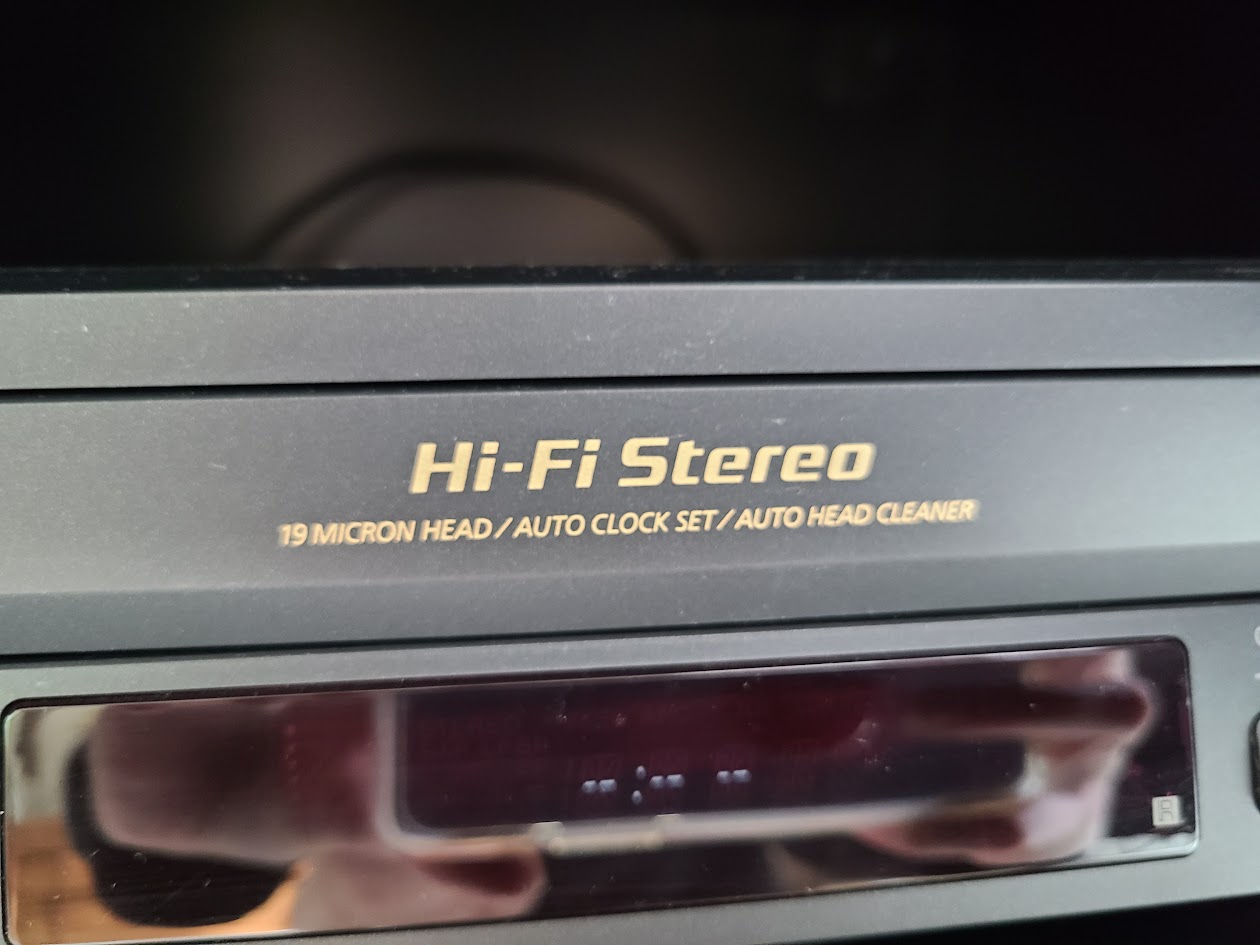 Hi-Fi Stereo
19 MICRON HEAD/AUTO CLOCK SET/AUTO HEAD CLEANER
--:-- --